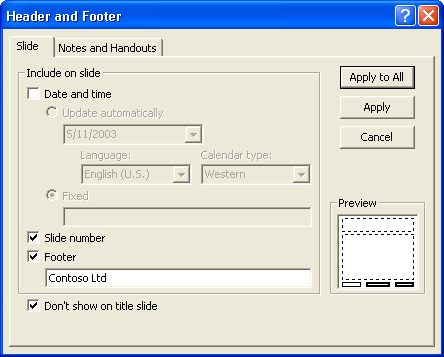 Header and Footer
Slide
Notes and Handouts
Include on slide
Date and time
Update automatically
5/11/2003
Language:
Calendar type:
English (U.S.)
Western
Fixed
Slide number
Footer
Contoso Ltd
Don't show on title slide
Apply to All
Apply
Cancel
Preview